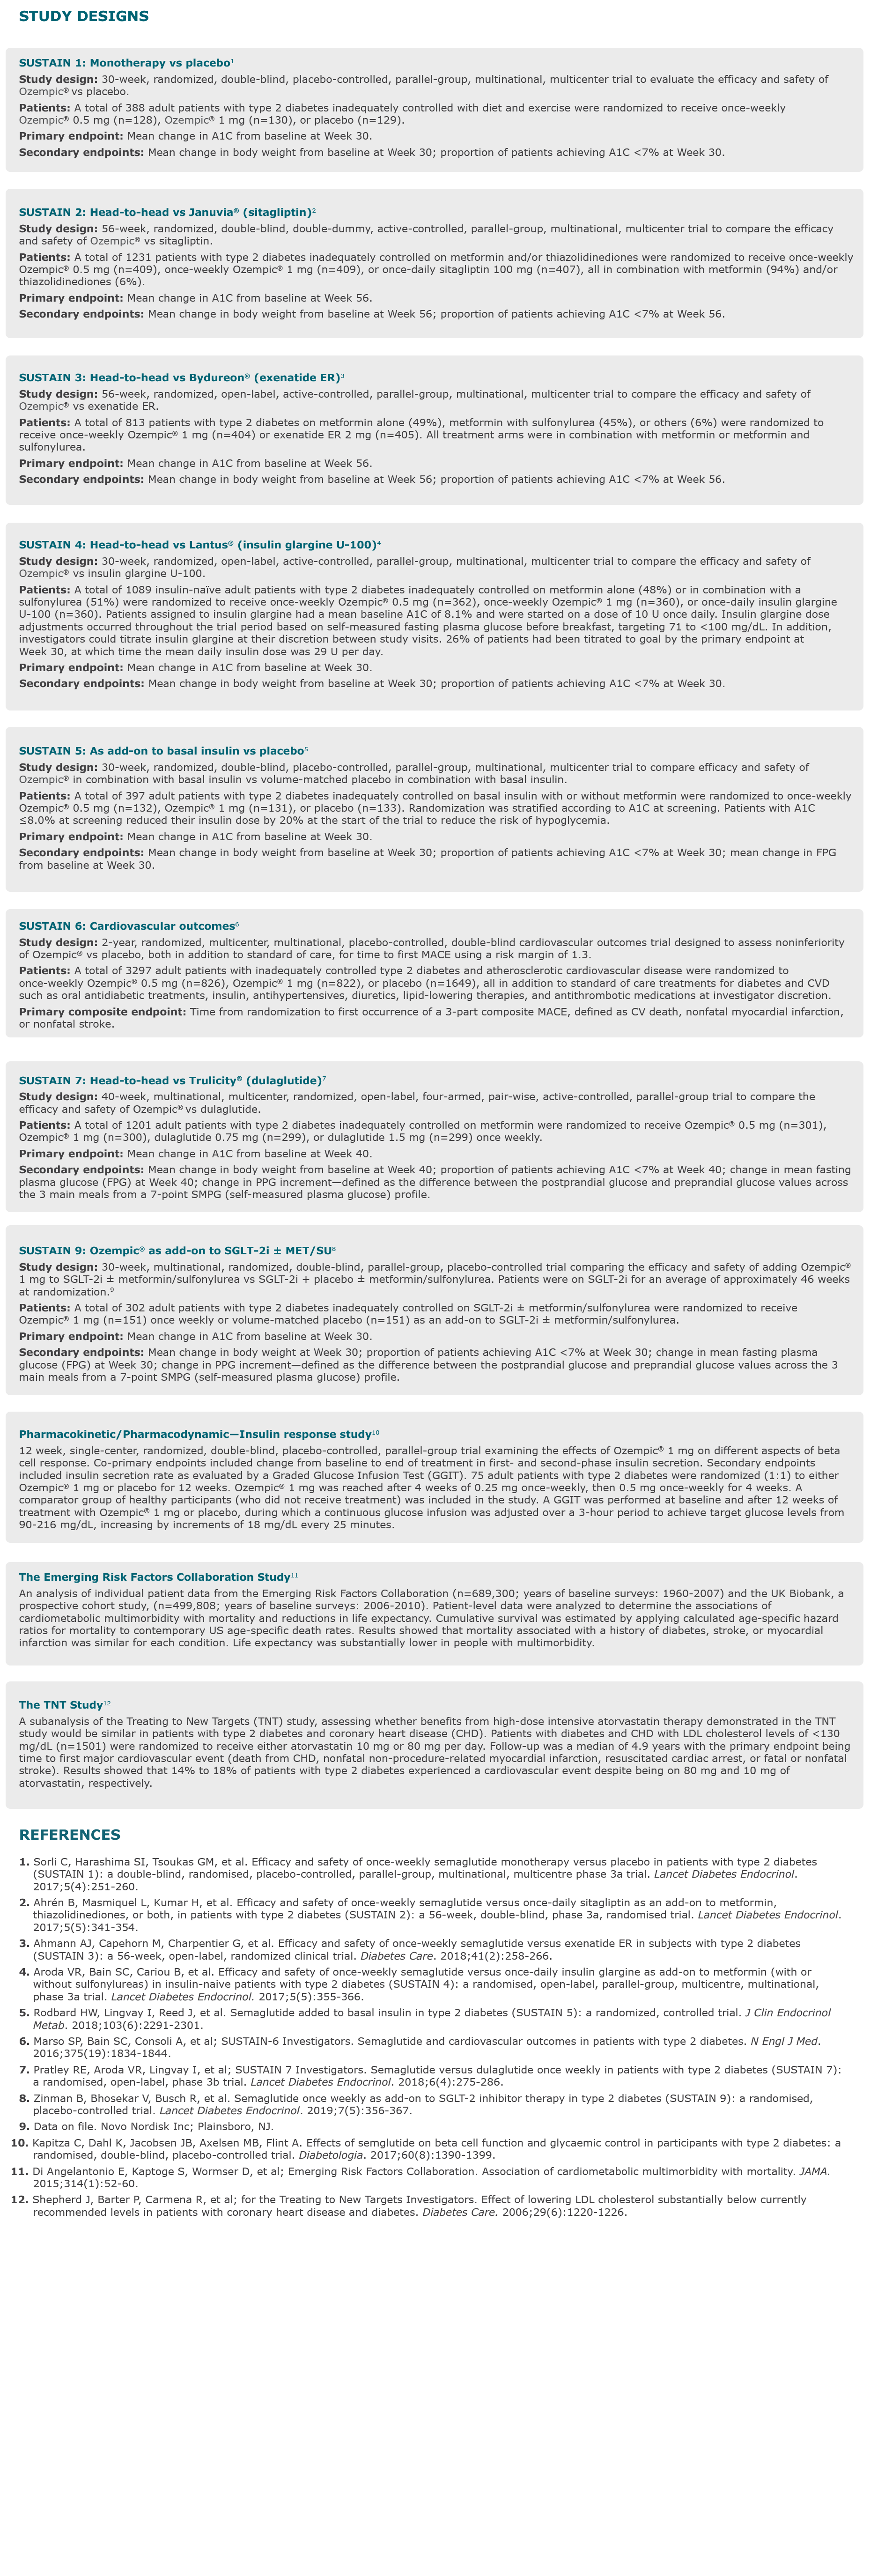 STUDY DESIGNS
SUSTAIN 1: Monotherapy vs placebo¹
Study design: 30-week, randomized, double-blind, placebo-controlled, parallel-group, multinational, multicenter trial to evaluate the efficacy and safety of
Ozempic® vs placebo.
Patients: A total of 388 adult patients with type 2 diabetes inadequately controlled with diet and exercise were randomized to receive once-weekly
Ozempic® 0.5 mg (n=128), Ozempic® 1 mg (n=130), or placebo (n=129).
Primary endpoint: Mean change in A1C from baseline at Week 30.
Secondary endpoints: Mean change in body weight from baseline at Week 30; proportion of patients achieving A1C <7% at Week 30.
SUSTAIN 2: Head-to-head vs Januvia® (sitagliptin)²
Study design: 56-week, randomized, double-blind, double-dummy, active-controlled, parallel-group, multinational, multicenter trial to compare the efficacy
and safety of Ozempic® vs sitagliptin.
Patients: A total of 1231 patients with type 2 diabetes inadequately controlled on metformin and/or thiazolidinediones were randomized to receive once-weekly
Ozempic® 0.5 mg (n=409), once-weekly Ozempic® 1 mg (n=409), or once-daily sitagliptin 100 mg (n=407), all in combination with metformin (94%) and/or
thiazolidinediones (6%).
Primary endpoint: Mean change in A1C from baseline at Week 56.
Secondary endpoints: Mean change in body weight from baseline at Week 56; proportion of patients achieving A1C <7% at Week 56.
SUSTAIN 3: Head-to-head vs Bydureon® (exenatide ER)³
Study design: 56-week, randomized, open-label, active-controlled, parallel-group, multinational, multicenter trial to compare the efficacy and safety of
Ozempic® vs exenatide ER.
Patients: A total of 813 patients with type 2 diabetes on metformin alone (49%), metformin with sulfonylurea (45%), or others (6%) were randomized to
receive once-weekly Ozempic® 1 mg (n=404) or exenatide ER 2 mg (n=405). All treatment arms were in combination with metformin or metformin and
sulfonylurea.
Primary endpoint: Mean change in A1C from baseline at Week 56.
Secondary endpoints: Mean change in body weight from baseline at Week 56; proportion of patients achieving A1C <7% at Week 56.
SUSTAIN 4: Head-to-head vs Lantus® (insulin glargine U-100)⁴
Study design: 30-week, randomized, open-label, active-controlled, parallel-group, multinational, multicenter trial to compare the efficacy and safety of
Ozempic® vs insulin glargine U-100.
Patients: A total of 1089 insulin-naïve adult patients with type 2 diabetes inadequately controlled on metformin alone (48%) or in combination with a
sulfonylurea (51%) were randomized to receive once-weekly Ozempic® 0.5 mg (n=362), once-weekly Ozempic® 1 mg (n=360), or once-daily insulin glargine
U-100 (n=360). Patients assigned to insulin glargine had a mean baseline A1C of 8.1% and were started on a dose of 10 U once daily. Insulin glargine dose
adjustments occurred throughout the trial period based on self-measured fasting plasma glucose before breakfast, targeting 71 to <100 mg/dL. In addition,
investigators could titrate insulin glargine at their discretion between study visits. 26% of patients had been titrated to goal by the primary endpoint at
Week 30, at which time the mean daily insulin dose was 29 U per day.
Primary endpoint: Mean change in A1C from baseline at Week 30.
Secondary endpoints: Mean change in body weight from baseline at Week 30; proportion of patients achieving A1C <7% at Week 30.
SUSTAIN 5: As add-on to basal insulin vs placebo⁵
Study design: 30-week, randomized, double-blind, placebo-controlled, parallel-group, multinational, multicenter trial to compare efficacy and safety of
Ozempic® in combination with basal insulin vs volume-matched placebo in combination with basal insulin.
Patients: A total of 397 adult patients with type 2 diabetes inadequately controlled on basal insulin with or without metformin were randomized to once-weekly
Ozempic® 0.5 mg (n=132), Ozempic® 1 mg (n=131), or placebo (n=133). Randomization was stratified according to A1C at screening. Patients with A1C
≤8.0% at screening reduced their insulin dose by 20% at the start of the trial to reduce the risk of hypoglycemia.
Primary endpoint: Mean change in A1C from baseline at Week 30.
Secondary endpoints: Mean change in body weight from baseline at Week 30; proportion of patients achieving A1C <7% at Week 30; mean change in FPG
from baseline at Week 30.
SUSTAIN 6: Cardiovascular outcomes⁶
Study design: 2-year, randomized, multicenter, multinational, placebo-controlled, double-blind cardiovascular outcomes trial designed to assess noninferiority
of Ozempic® vs placebo, both in addition to standard of care, for time to first MACE using a risk margin of 1.3.
Patients: A total of 3297 adult patients with inadequately controlled type 2 diabetes and atherosclerotic cardiovascular disease were randomized to
once-weekly Ozempic® 0.5 mg (n=826), Ozempic® 1 mg (n=822), or placebo (n=1649), all in addition to standard of care treatments for diabetes and CVD
such as oral antidiabetic treatments, insulin, antihypertensives, diuretics, lipid-lowering therapies, and antithrombotic medications at investigator discretion.
Primary composite endpoint: Time from randomization to first occurrence of a 3-part composite MACE, defined as CV death, nonfatal myocardial infarction,
or nonfatal stroke.
SUSTAIN 7: Head-to-head vs Trulicity® (dulaglutide)⁷
Study design: 40-week, multinational, multicenter, randomized, open-label, four-armed, pair-wise, active-controlled, parallel-group trial to compare the
efficacy and safety of Ozempic® vs dulaglutide.
Patients: A total of 1201 adult patients with type 2 diabetes inadequately controlled on metformin were randomized to receive Ozempic® 0.5 mg (n=301),
Ozempic® 1 mg (n=300), dulaglutide 0.75 mg (n=299), or dulaglutide 1.5 mg (n=299) once weekly.
Primary endpoint: Mean change in A1C from baseline at Week 40.
Secondary endpoints: Mean change in body weight from baseline at Week 40; proportion of patients achieving A1C <7% at Week 40; change in mean fasting
plasma glucose (FPG) at Week 40; change in PPG increment—defined as the difference between the postprandial glucose and preprandial glucose values across
the 3 main meals from a 7-point SMPG (self-measured plasma glucose) profile.
SUSTAIN 9: Ozempic® as add-on to SGLT-2i ± MET/SU⁸
Study design: 30-week, multinational, randomized, double-blind, parallel-group, placebo-controlled trial comparing the efficacy and safety of adding Ozempic®
1 mg to SGLT-2i ± metformin/sulfonylurea vs SGLT-2i + placebo ± metformin/sulfonylurea. Patients were on SGLT-2i for an average of approximately 46 weeks
at randomization.⁹
Patients: A total of 302 adult patients with type 2 diabetes inadequately controlled on SGLT-2i ± metformin/sulfonylurea were randomized to receive
Ozempic® 1 mg (n=151) once weekly or volume-matched placebo (n=151) as an add-on to SGLT-2i ± metformin/sulfonylurea.
Primary endpoint: Mean change in A1C from baseline at Week 30.
Secondary endpoints: Mean change in body weight at Week 30; proportion of patients achieving A1C <7% at Week 30; change in mean fasting plasma
glucose (FPG) at Week 30; change in PPG increment—defined as the difference between the postprandial glucose and preprandial glucose values across the 3
main meals from a 7-point SMPG (self-measured plasma glucose) profile.
Pharmacokinetic/Pharmacodynamic—Insulin response study¹⁰
12 week, single-center, randomized, double-blind, placebo-controlled, parallel-group trial examining the effects of Ozempic® 1 mg on different aspects of beta
cell response. Co-primary endpoints included change from baseline to end of treatment in first- and second-phase insulin secretion. Secondary endpoints
included insulin secretion rate as evaluated by a Graded Glucose Infusion Test (GGIT). 75 adult patients with type 2 diabetes were randomized (1:1) to either
Ozempic® 1 mg or placebo for 12 weeks. Ozempic® 1 mg was reached after 4 weeks of 0.25 mg once-weekly, then 0.5 mg once-weekly for 4 weeks. A
comparator group of healthy participants (who did not receive treatment) was included in the study. A GGIT was performed at baseline and after 12 weeks of
treatment with Ozempic® 1 mg or placebo, during which a continuous glucose infusion was adjusted over a 3-hour period to achieve target glucose levels from
90-216 mg/dL, increasing by increments of 18 mg/dL every 25 minutes.
The Emerging Risk Factors Collaboration Study¹¹
An analysis of individual patient data from the Emerging Risk Factors Collaboration (n=689,300; years of baseline surveys: 1960-2007) and the UK Biobank, a
prospective cohort study, (n=499,808; years of baseline surveys: 2006-2010). Patient-level data were analyzed to determine the associations of
cardiometabolic multimorbidity with mortality and reductions in life expectancy. Cumulative survival was estimated by applying calculated age-specific hazard
ratios for mortality to contemporary US age-specific death rates. Results showed that mortality associated with a history of diabetes, stroke, or myocardial
infarction was similar for each condition. Life expectancy was substantially lower in people with multimorbidity.
The TNT Study¹²
A subanalysis of the Treating to New Targets (TNT) study, assessing whether benefits from high-dose intensive atorvastatin therapy demonstrated in the TNT
study would be similar in patients with type 2 diabetes and coronary heart disease (CHD). Patients with diabetes and CHD with LDL cholesterol levels of <130
mg/dL (n=1501) were randomized to receive either atorvastatin 10 mg or 80 mg per day. Follow-up was a median of 4.9 years with the primary endpoint being
time to first major cardiovascular event (death from CHD, nonfatal non-procedure-related myocardial infarction, resuscitated cardiac arrest, or fatal or nonfatal
stroke). Results showed that 14% to 18% of patients with type 2 diabetes experienced a cardiovascular event despite being on 80 mg and 10 mg of
atorvastatin, respectively.
REFERENCES
1. Sorli C, Harashima SI, Tsoukas GM, et al. Efficacy and safety of once-weekly semaglutide monotherapy versus placebo in patients with type 2 diabetes
(SUSTAIN 1): a double-blind, randomised, placebo-controlled, parallel-group, multinational, multicentre phase 3a trial. Lancet Diabetes Endocrinol.
2017;5(4):251-260.
2. Ahrén B, Masmiquel L, Kumar H, et al. Efficacy and safety of once-weekly semaglutide versus once-daily sitagliptin as an add-on to metformin,
thiazolidinediones, or both, in patients with type 2 diabetes (SUSTAIN 2): a 56-week, double-blind, phase 3a, randomised trial. Lancet Diabetes Endocrinol.
2017;5(5):341-354.
3. Ahmann AJ, Capehorn M, Charpentier G, et al. Efficacy and safety of once-weekly semaglutide versus exenatide ER in subjects with type 2 diabetes
(SUSTAIN 3): a 56-week, open-label, randomized clinical trial. Diabetes Care. 2018;41(2):258-266.
4. Aroda VR, Bain SC, Cariou B, et al. Efficacy and safety of once-weekly semaglutide versus once-daily insulin glargine as add-on to metformin (with or
without sulfonylureas) in insulin-naive patients with type 2 diabetes (SUSTAIN 4): a randomised, open-label, parallel-group, multicentre, multinational,
phase 3a trial. Lancet Diabetes Endocrinol. 2017;5(5):355-366.
5. Rodbard HW, Lingvay I, Reed J, et al. Semaglutide added to basal insulin in type 2 diabetes (SUSTAIN 5): a randomized, controlled trial. J Clin Endocrinol
Metab. 2018;103(6):2291-2301.
6. Marso SP, Bain SC, Consoli A, et al; SUSTAIN-6 Investigators. Semaglutide and cardiovascular outcomes in patients with type 2 diabetes. N Engl J Med.
2016;375(19):1834-1844.
7. Pratley RE, Aroda VR, Lingvay I, et al; SUSTAIN 7 Investigators. Semaglutide versus dulaglutide once weekly in patients with type 2 diabetes (SUSTAIN 7):
a randomised, open-label, phase 3b trial. Lancet Diabetes Endocrinol. 2018;6(4):275-286.
8. Zinman B, Bhosekar V, Busch R, et al. Semaglutide once weekly as add-on to SGLT-2 inhibitor therapy in type 2 diabetes (SUSTAIN 9): a randomised,
placebo-controlled trial. Lancet Diabetes Endocrinol. 2019;7(5):356-367.
9. Data on file. Novo Nordisk Inc; Plainsboro, NJ.
10. Kapitza C, Dahl K, Jacobsen JB, Axelsen MB, Flint A. Effects of semglutide on beta cell function and glycaemic control in participants with type 2 diabetes: a
randomised, double-blind, placebo-controlled trial. Diabetologia. 2017;60(8):1390-1399.
11. Di Angelantonio E, Kaptoge S, Wormser D, et al; Emerging Risk Factors Collaboration. Association of cardiometabolic multimorbidity with mortality. JAMA.
2015;314(1):52-60.
12. Shepherd J, Barter P, Carmena R, et al; for the Treating to New Targets Investigators. Effect of lowering LDL cholesterol substantially below currently
recommended levels in patients with coronary heart disease and diabetes. Diabetes Care. 2006;29(6):1220-1226.